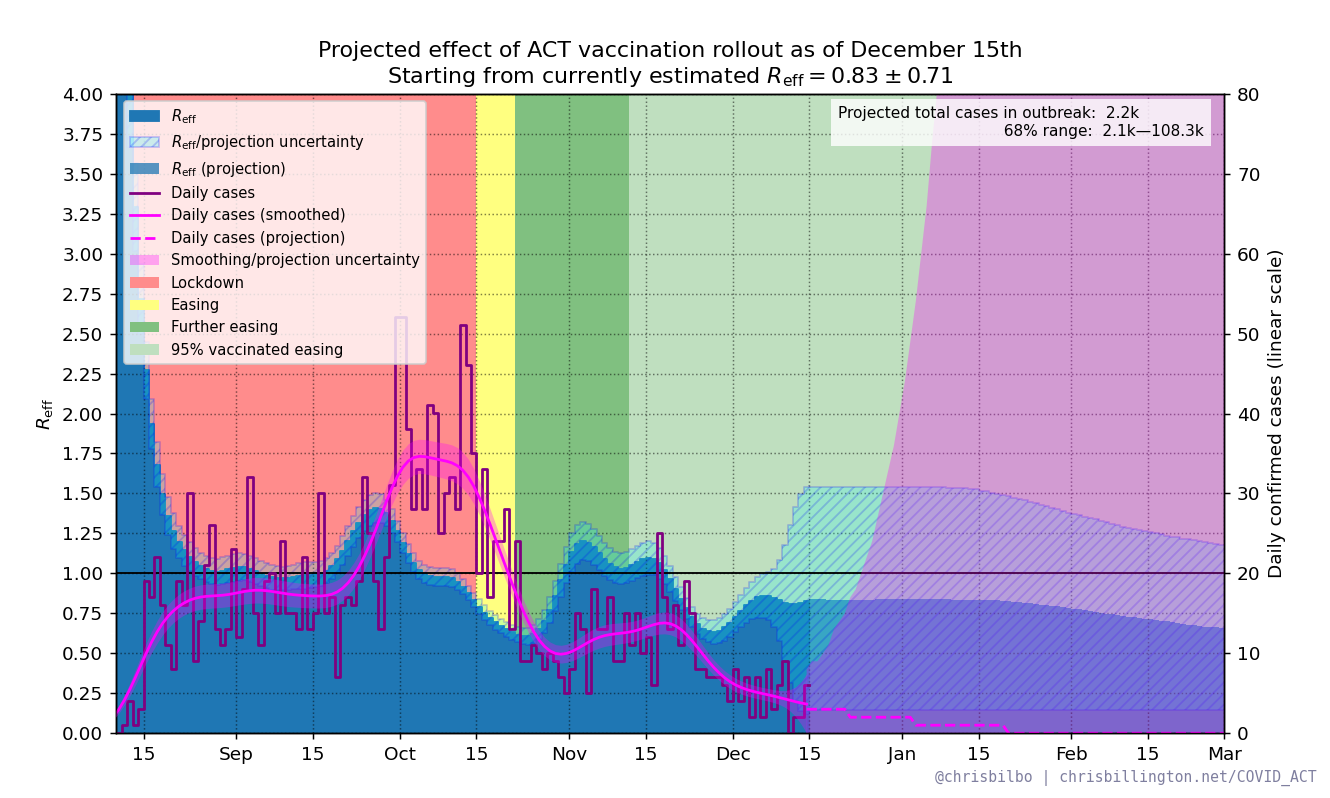 Projected effect of ACT vaccination rollout as of December 15th
Starting from currently estimated R_eff = 0.83 ± 0.71
4.00
3.75
3.50
3.25
3.00
2.75
2.50
2.25
2.00
1.75
1.50
1.25
1.00
0.75
0.50
0.25
0.00
R_eff
R_eff
R_eff/projection uncertainty
R_eff (projection)
Daily cases
Daily cases (smoothed)
Daily cases (projection)
Smoothing/projection uncertainty
Lockdown
Easing
Further easing
95% vaccinated easing
Projected total cases in outbreak: 2.2k
68% range: 2.1k—108.3k
80
70
60
50
40
30
20
10
0
Daily confirmed cases (linear scale)
15 Sep 15 Oct 15 Nov 15 Dec 15 Jan 15 Feb 15 Mar
@chrisbilbo | chrisbillington.net/COVID_ACT